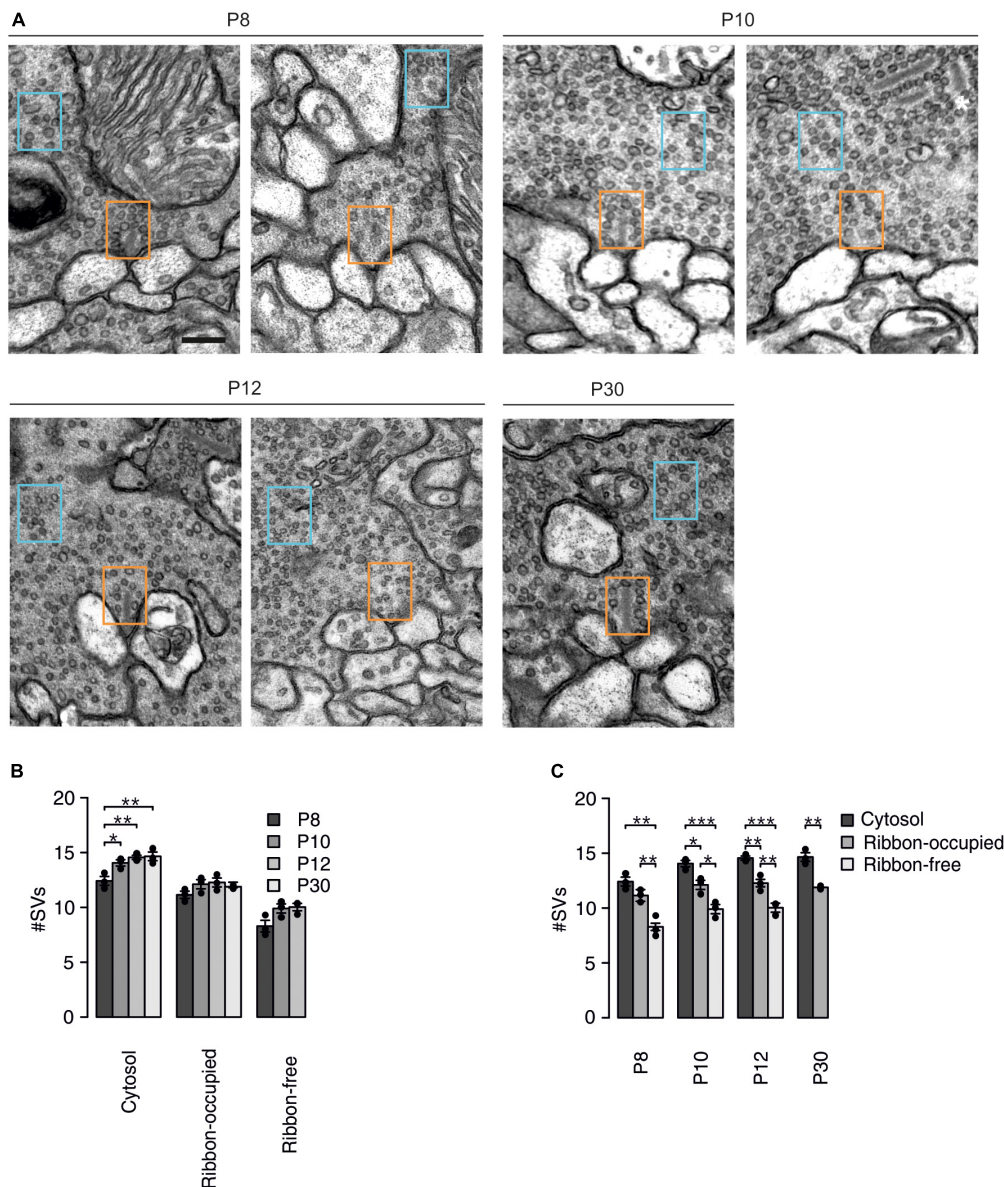 A
P8
P10
*
P12
P30
B
20
15
10
5
0
#SVs
**
**
*
P8
P10
P12
P30
Cytosol
Ribbon-occupied
Ribbon-free
C
20
15
10
5
0
#SVs
** *** *** **
** * * ** **
Cytosol
Ribbon-occupied
Ribbon-free
P8
P10
P12
P30